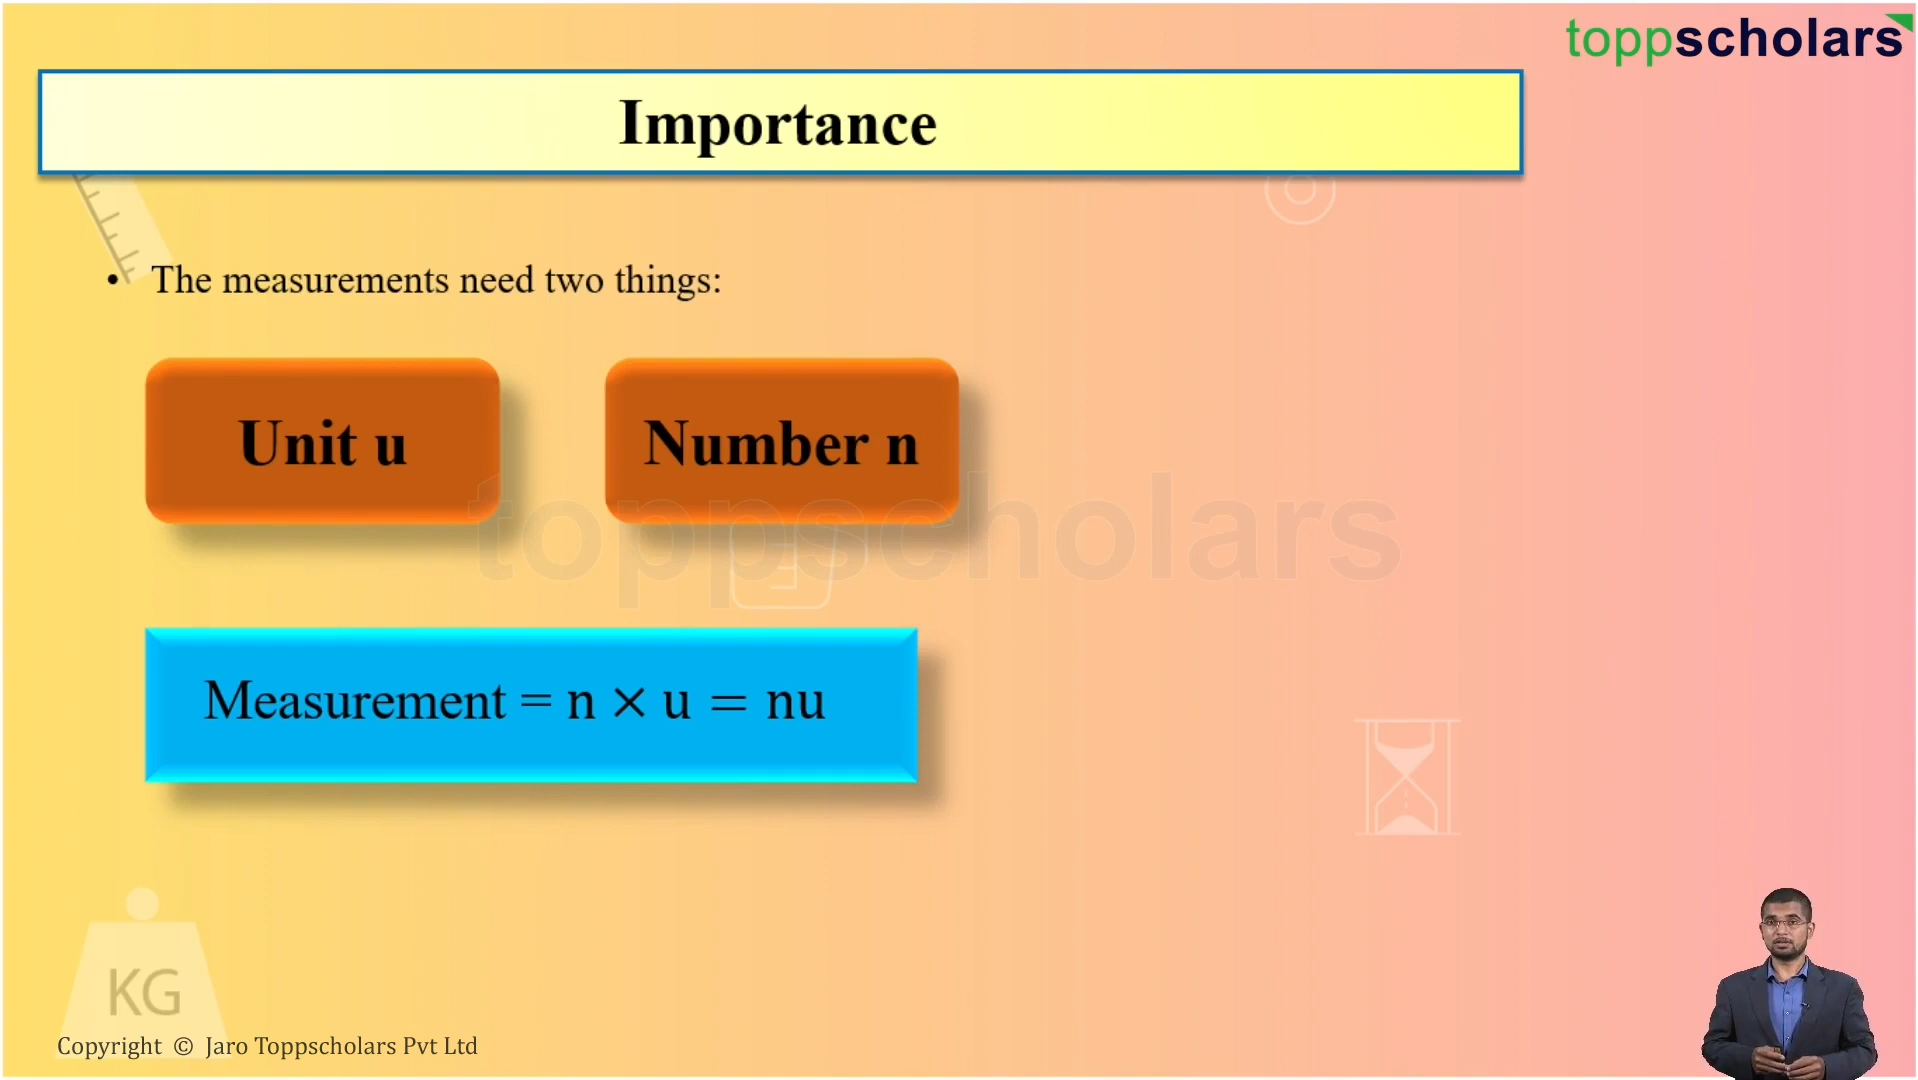 toppscholars
Importance
• The measurements need two things:
Unit u
Number n
toppscholars
Measurement = n × u = nu
KG
Copyright © Jaro Toppscholars Pvt Ltd